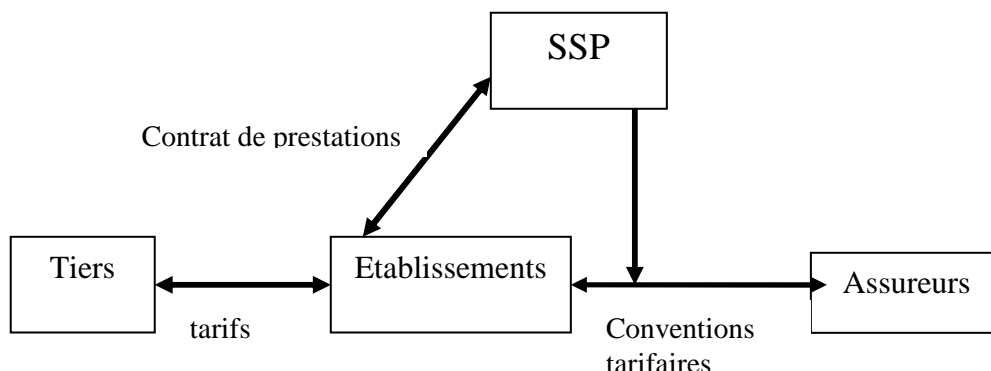 SSP
Contrat de prestations
Tiers
Etablissements
Assureurs
tarifs
Conventions
tarifaires